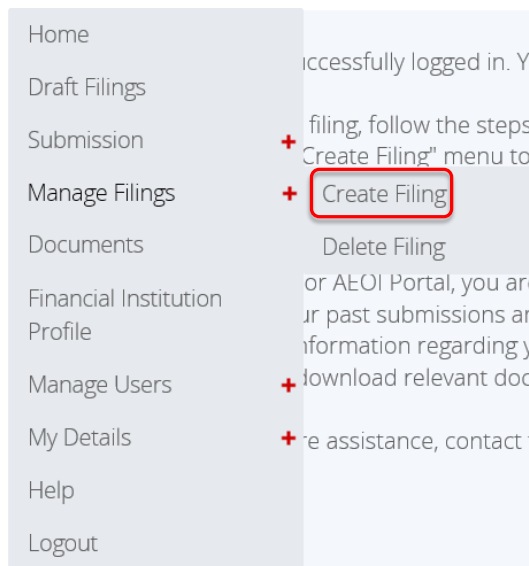 Home
successfully logged in. Y
Draft Filings
filing, follow the steps
Submission +
"Create Filing" menu to
Manage Filings + Create Filing
Documents Delete Filing
or AEOI Portal, you are
Financial Institution
ur past submissions ar
Profile
nformation regarding y
Manage Users +
download relevant doc
My Details + re assistance, contact
Help
Logout